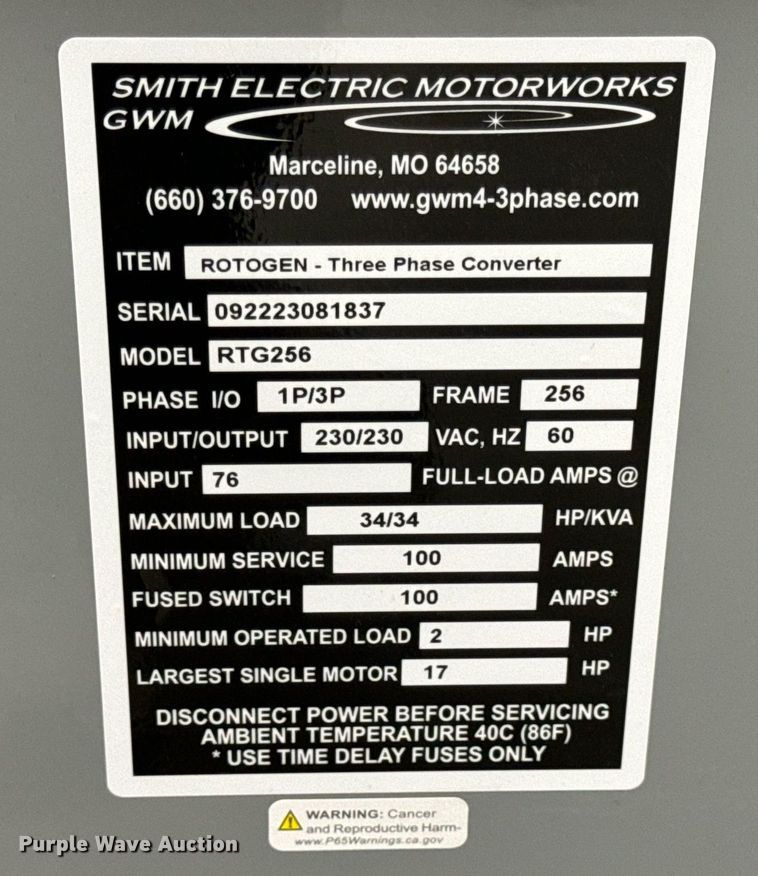 SMITH ELECTRIC MOTORWORKS
GWM
Marceline, MO 64658
(660) 376-9700 www.gwm4-3phase.com
ITEM ROTOGEN - Three Phase Converter
SERIAL 092223081837
MODEL RTG256
PHASE I/O 1P/3P FRAME 256
INPUT/OUTPUT 230/230 VAC, HZ 60
INPUT 76 FULL-LOAD AMPS @
MAXIMUM LOAD 34/34 HP/KVA
MINIMUM SERVICE 100 AMPS
FUSED SWITCH 100 AMPS*
MINIMUM OPERATED LOAD 2 HP
LARGEST SINGLE MOTOR 17 HP
DISCONNECT POWER BEFORE SERVICING
AMBIENT TEMPERATURE 40C (86F)
* USE TIME DELAY FUSES ONLY
WARNING: Cancer
and Reproductive Harm-
www.P65Warnings.ca.gov
Purple Wave Auction